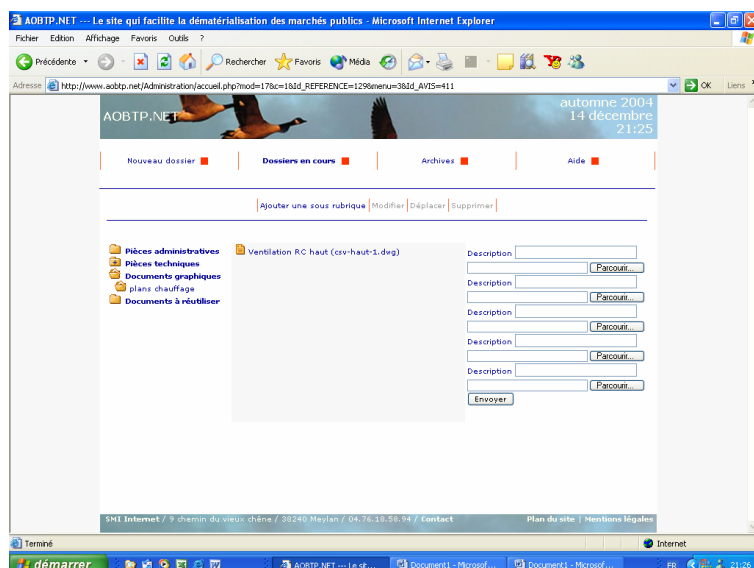 AOBTP.NET --- Le site qui facilite la dématérialisation des marchés publics - Microsoft Internet Explorer
Fichier Edition Affichage Favoris Outils ?
Précédente Rechercher Favoris Média
Adresse http://www.aobtp.net/Administration/accueil.php?mod=17&c=1&Id_REFERENCE=129&menu=3&Id_AVIS=411 OK Liens
AOBTP.NET
automne 2004
14 décembre
21:25
Nouveau dossier Dossiers en cours Archives Aide
Ajouter une sous rubrique Modifier Déplacer Supprimer
Pièces administratives
Pièces techniques
Documents graphiques
plans chauffage
Documents à réutiliser
Ventilation RC haut (csv-haut-1.dwg)
Description
Parcourir...
Description
Parcourir...
Description
Parcourir...
Description
Parcourir...
Description
Parcourir...
Envoyer
SMI Internet / 9 chemin du vieux chêne / 38240 Meylan / 04.76.18.58.94 / Contact Plan du site | Mentions légales
Terminé Internet
démarrer AOBTP.NET --- Le sit... Document1 - Microsof... Document1 - Microsof... FR 21:26